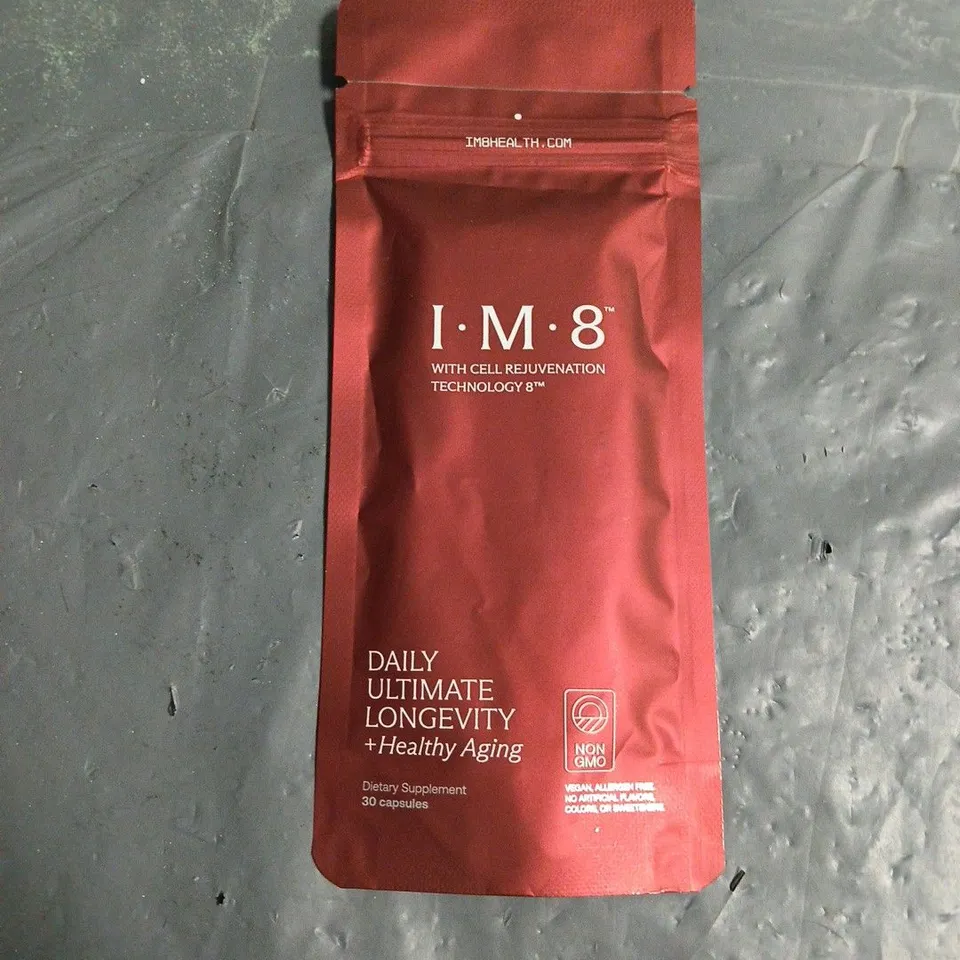 IM8HEALTH.COM
I·M·8™
WITH CELL REJUVENATION
TECHNOLOGY 8™
DAILY
ULTIMATE
LONGEVITY
+Healthy Aging
Dietary Supplement
30 capsules
NON
GMO
VEGAN, ALLERGEN FREE,
NO ARTIFICIAL FLAVORS,
COLORS, OR SWEETENERS.